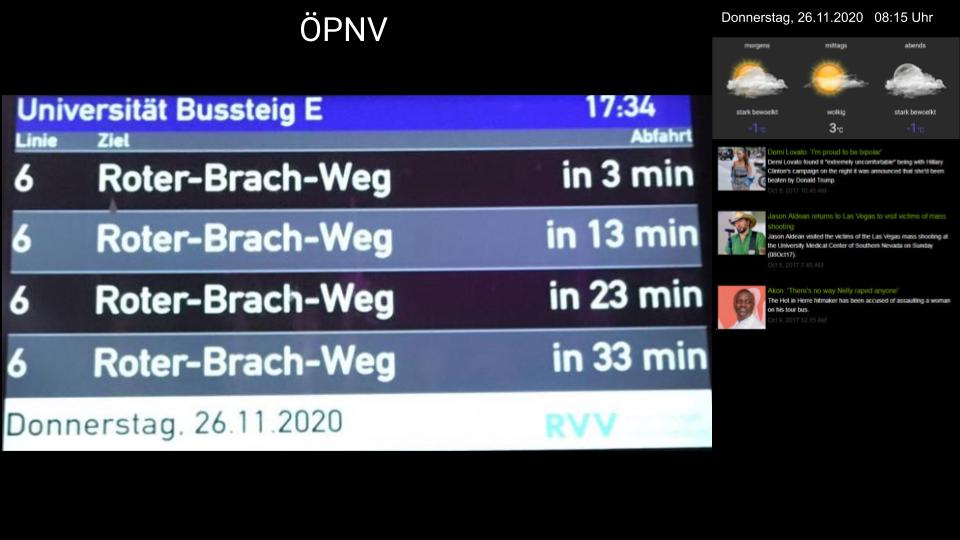 ÖPNV
Donnerstag, 26.11.2020 08:15 Uhr
morgens mittags abends
stark bewoelkt wolkig stark bewoelkt
-1°C 3°C -1°C
Universität Bussteig E 17:34
Linie Ziel Abfahrt
6 Roter-Brach-Weg in 3 min
6 Roter-Brach-Weg in 13 min
6 Roter-Brach-Weg in 23 min
6 Roter-Brach-Weg in 33 min
Donnerstag, 26.11.2020 RVV
Demi Lovato: 'I'm proud to be bipolar'
Demi Lovato found it "extremely uncomfortable" being with Hillary
Clinton's campaign on the night it was announced that she'd been
beaten by Donald Trump.
Oct 9, 2017 10:45 AM
Jason Aldean returns to Las Vegas to visit victims of mass
shooting
Jason Aldean visited the victims of the Las Vegas mass shooting at
the University Medical Center of Southern Nevada on Sunday
(08Oct17).
Oct 9, 2017 7:45 AM
Akon: 'There's no way Nelly raped anyone'
The Hot in Herre hitmaker has been accused of assaulting a woman
on his tour bus.
Oct 9, 2017 12:15 AM